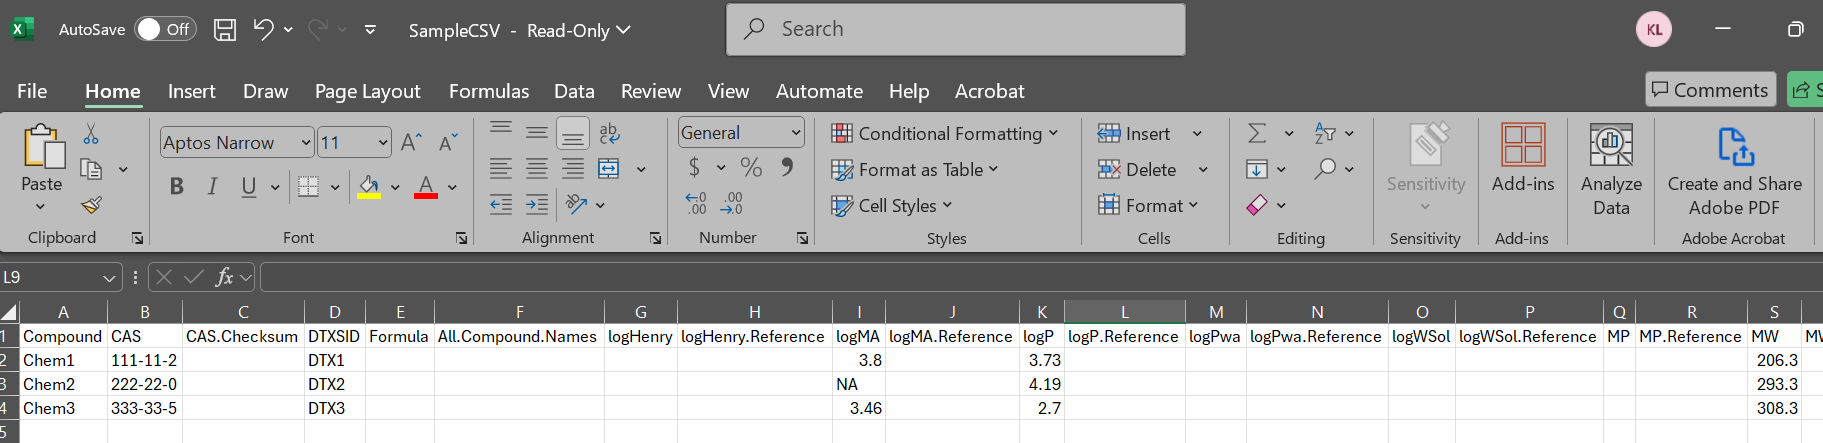 AutoSave Off SampleCSV - Read-Only Search KL
File Home Insert Draw Page Layout Formulas Data Review View Automate Help Acrobat Comments
Aptos Narrow 11 General Conditional Formatting Insert
Paste Format as Table Delete Sensitivity Add-ins Analyze Data Create and Share Adobe PDF
B I U Cell Styles Format
Clipboard Font Alignment Number Styles Cells Editing Sensitivity Add-ins Adobe Acrobat
L9 fx
A B C D E F G H I J K L M N O P Q R S
1 Compound CAS CAS.Checksum DTXSID Formula All.Compound.Names logHenry logHenry.Reference logMA logMA.Reference logP logP.Reference logPwa logPwa.Reference logWSol logWSol.Reference MP MP.Reference MW
2 Chem1 111-11-2 DTX1 3.8 3.73 206.3
3 Chem2 222-22-0 DTX2 NA 4.19 293.3
4 Chem3 333-33-5 DTX3 3.46 2.7 308.3
5